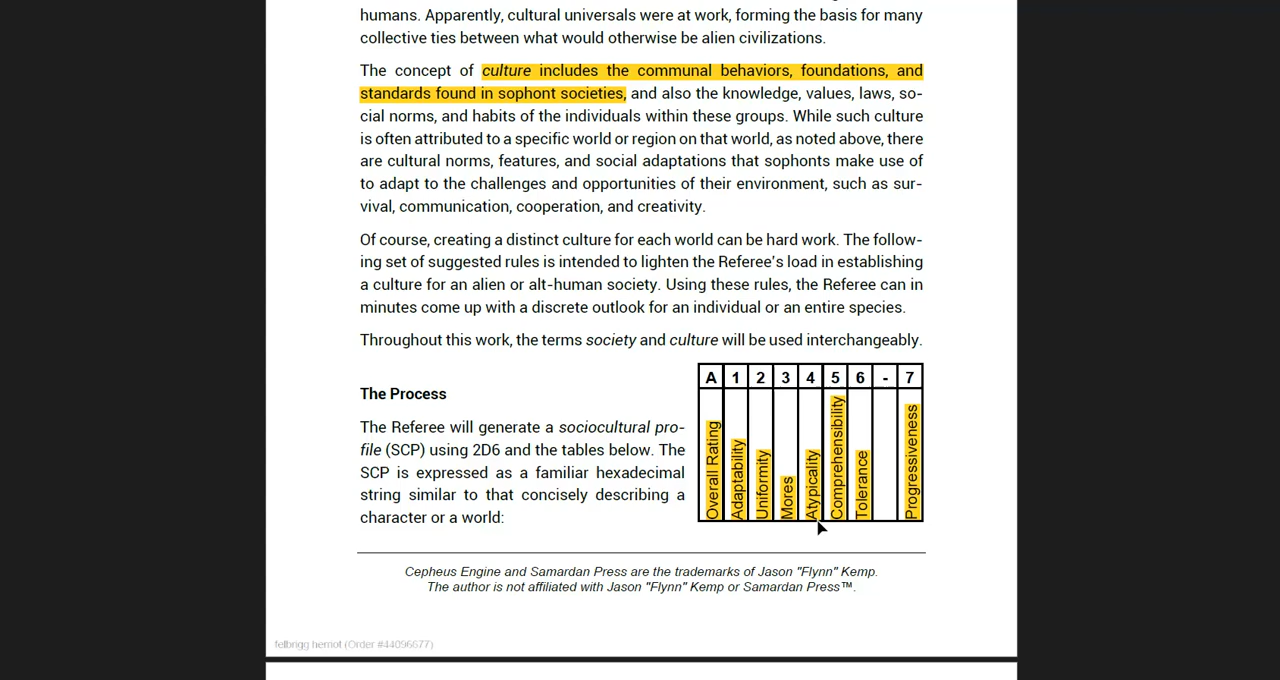 humans. Apparently, cultural universals were at work, forming the basis for many
collective ties between what would otherwise be alien civilizations.
The concept of culture includes the communal behaviors, foundations, and
standards found in sophont societies, and also the knowledge, values, laws, so-
cial norms, and habits of the individuals within these groups. While such culture
is often attributed to a specific world or region on that world, as noted above, there
are cultural norms, features, and social adaptations that sophonts make use of
to adapt to the challenges and opportunities of their environment, such as sur-
vival, communication, cooperation, and creativity.
Of course, creating a distinct culture for each world can be hard work. The follow-
ing set of suggested rules is intended to lighten the Referee's load in establishing
a culture for an alien or alt-human society. Using these rules, the Referee can in
minutes come up with a discrete outlook for an individual or an entire species.
Throughout this work, the terms society and culture will be used interchangeably.
The Process
The Referee will generate a sociocultural pro-
file (SCP) using 2D6 and the tables below. The
SCP is expressed as a familiar hexadecimal
string similar to that concisely describing a
character or a world:
A 1 2 3 4 5 6 - 7
Overall Rating
Adaptability
Uniformity
Mores
Atypicality
Comprehensibility
Tolerance
Progressiveness
Cepheus Engine and Samardan Press are the trademarks of Jason "Flynn" Kemp.
The author is not affiliated with Jason "Flynn" Kemp or Samardan Press™.
felbrigg herriot (Order #44096677)